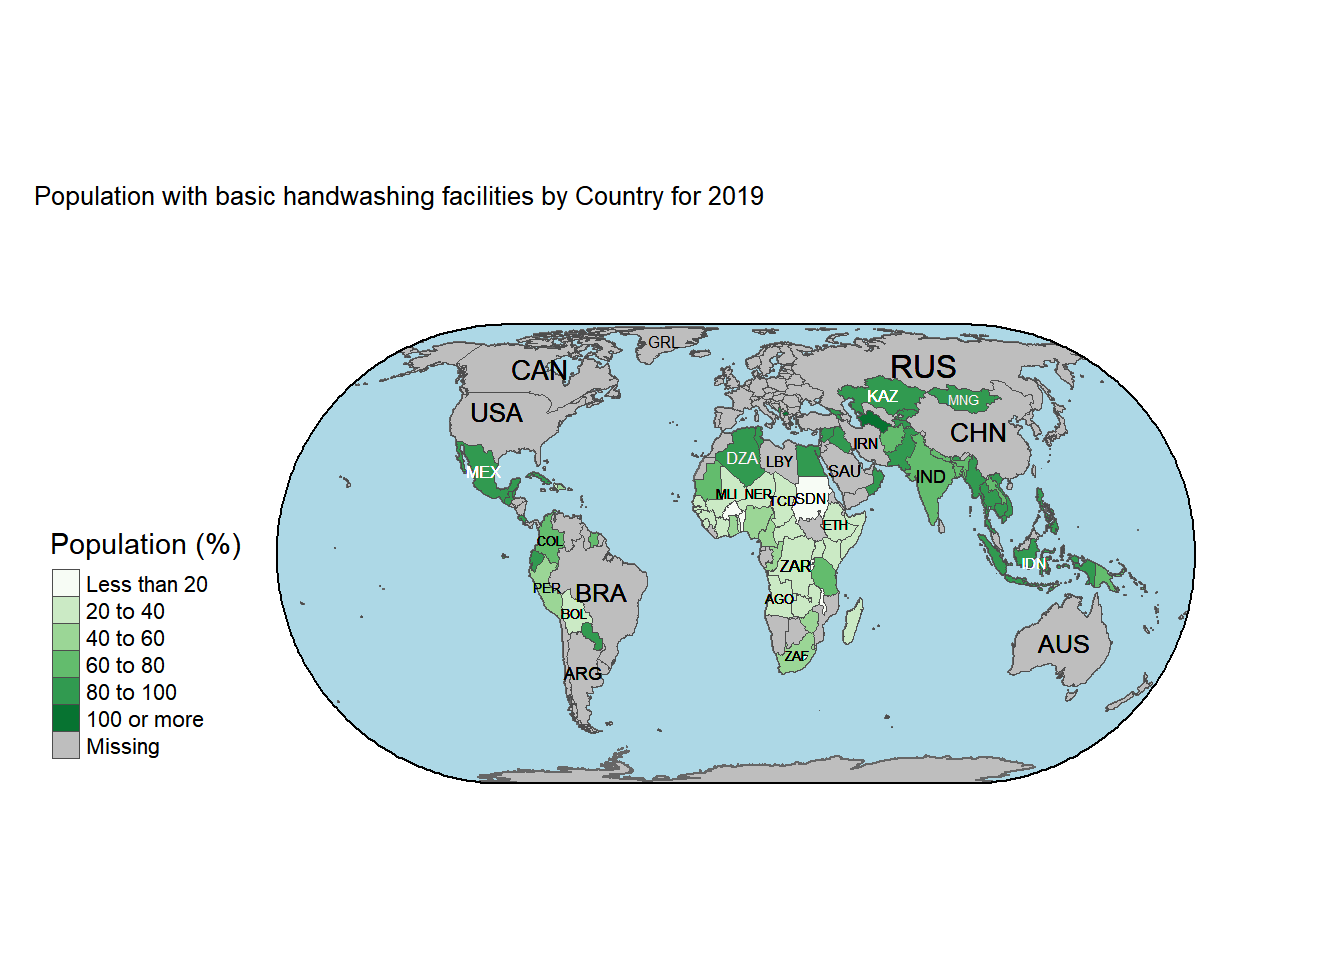 Population with basic handwashing facilities by Country for 2019
GRL
CAN
RUS
KAZ
MNG
USA
CHN
IRN
DZA
LBY
SAU
MEX
IND
MLI
NER
TCD
SDN
ETH
COL
ZAR
IDN
PER
BRA
AGO
BOL
AUS
ZAF
ARG
Population (%)
Less than 20
20 to 40
40 to 60
60 to 80
80 to 100
100 or more
Missing